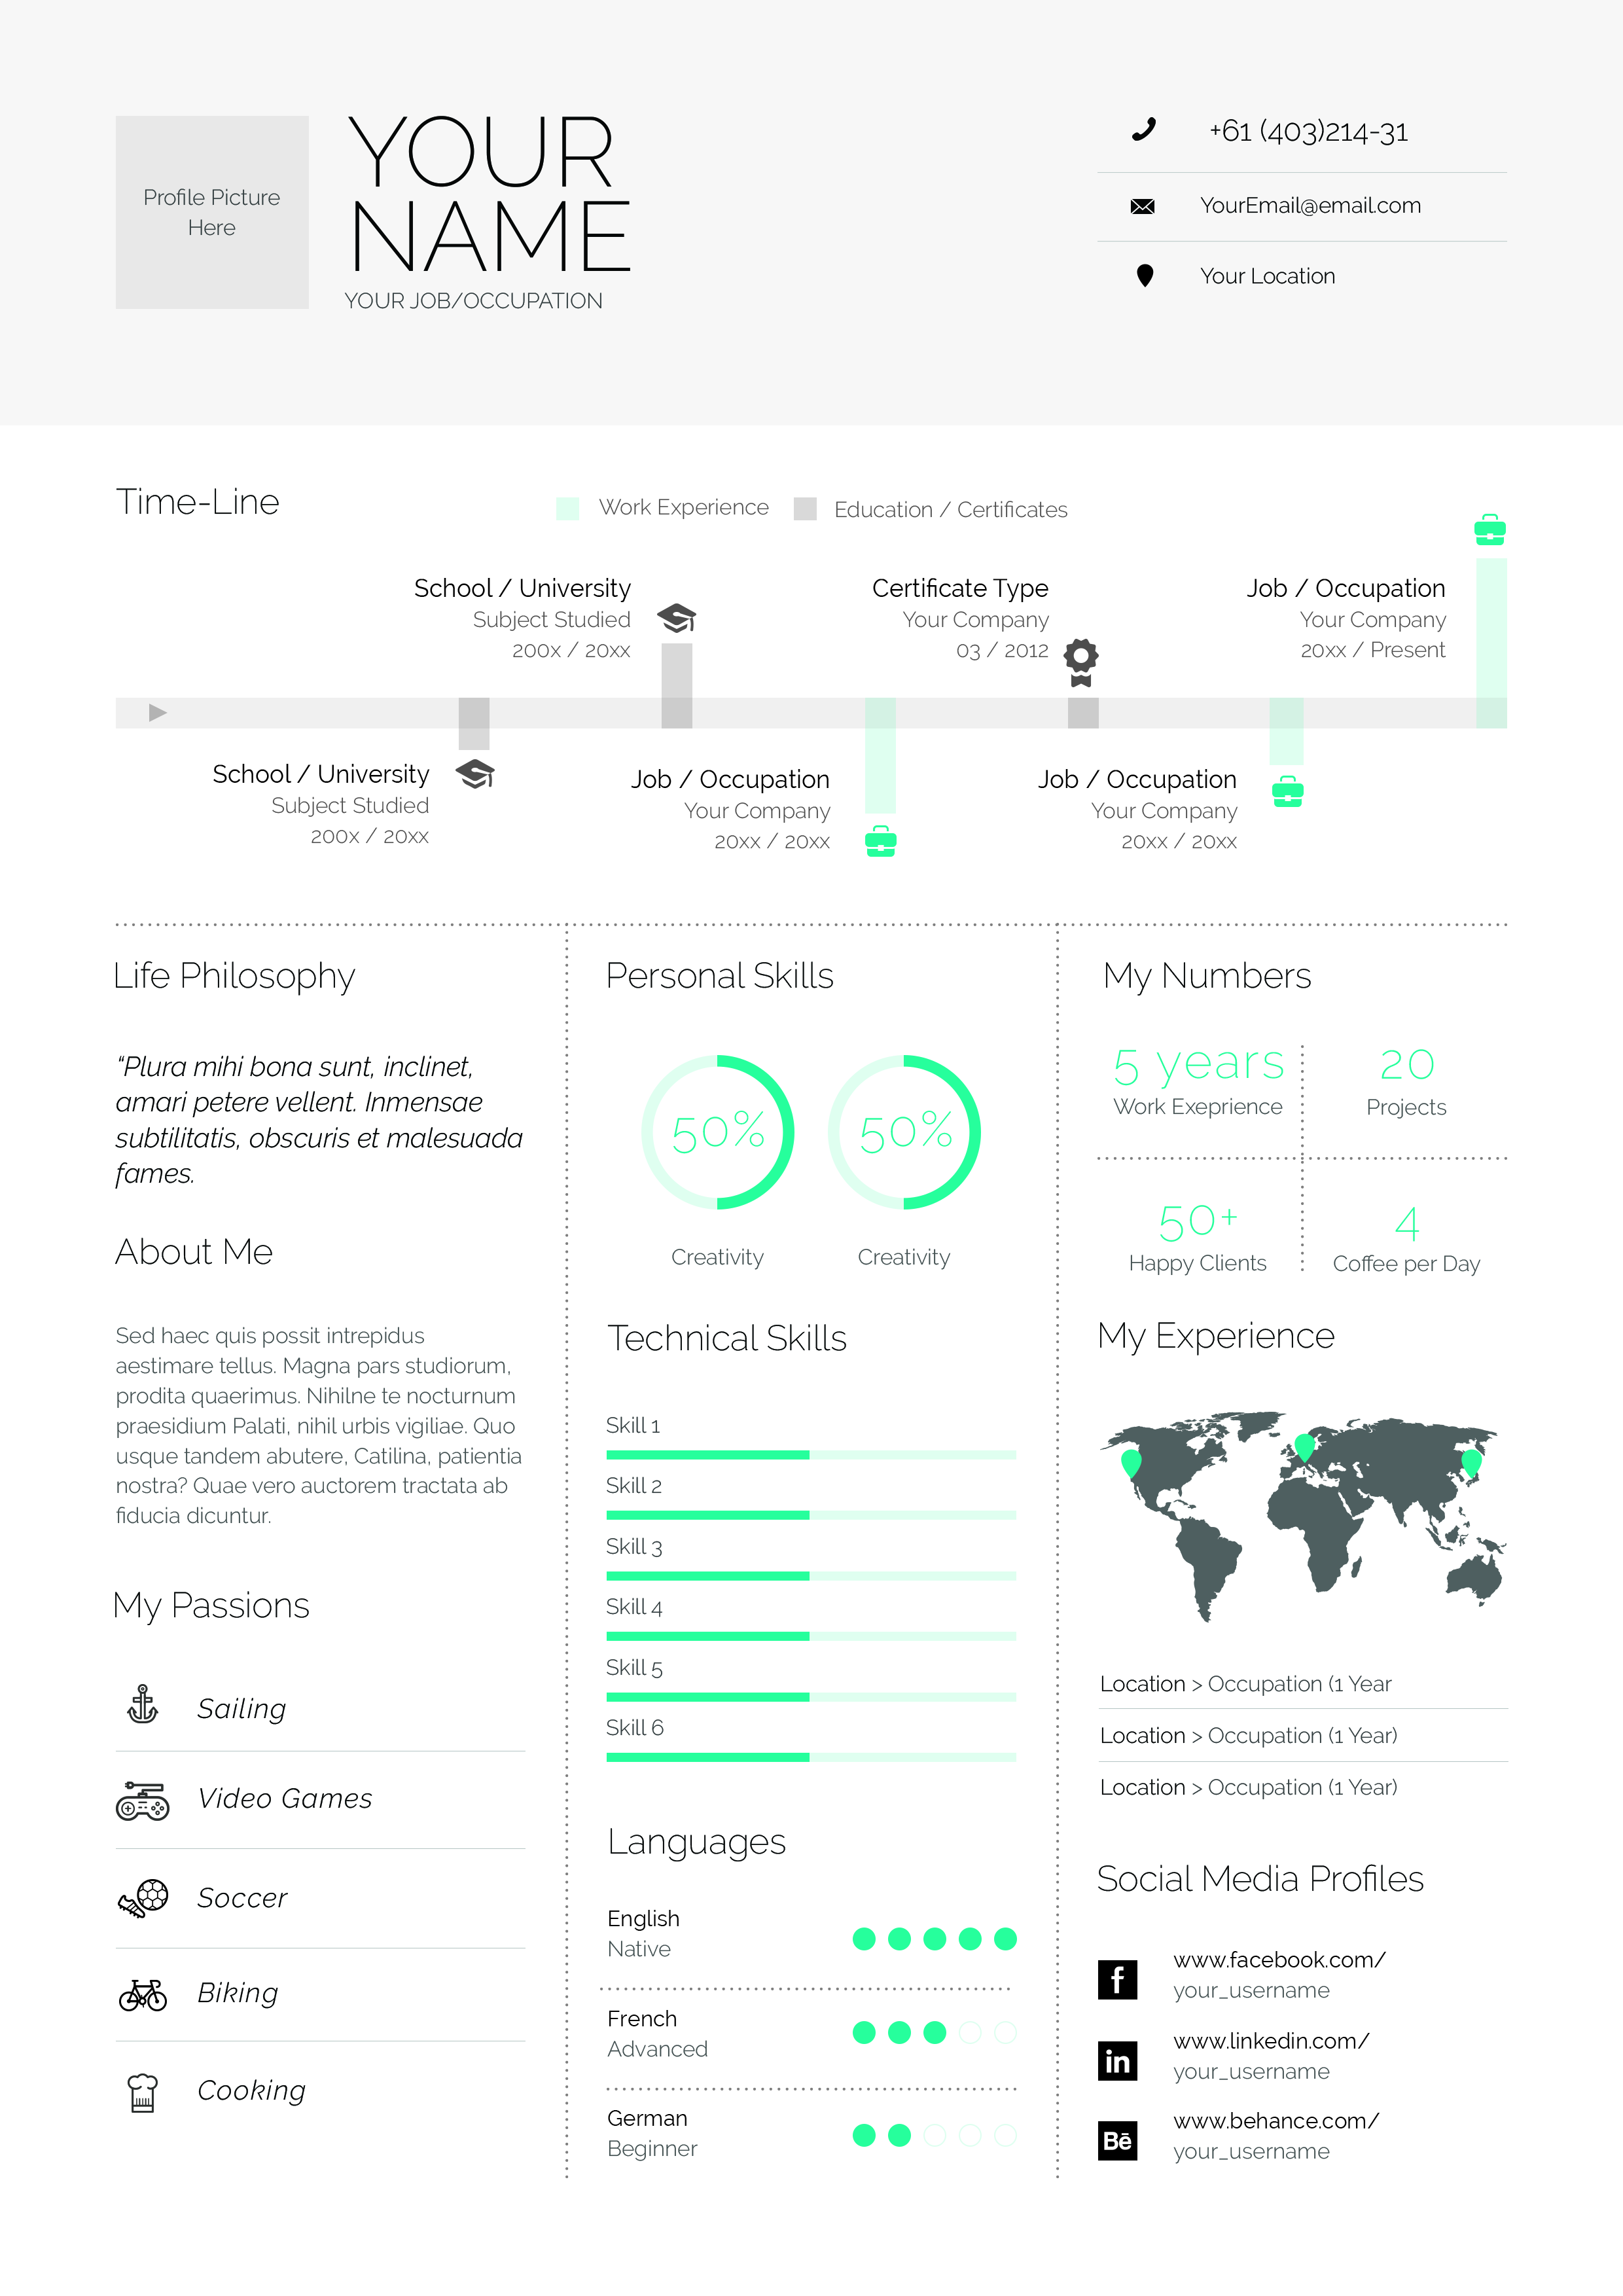 Profile Picture
Here
YOUR
NAME
YOUR JOB/OCCUPATION
+61 (403)214-31
YourEmail@email.com
Your Location
Time-Line
Work Experience
Education / Certificates
School / University
Subject Studied
200x / 20xx
Certificate Type
Your Company
03 / 2012
Job / Occupation
Your Company
20xx / Present
School / University
Subject Studied
200x / 20xx
Job / Occupation
Your Company
20xx / 20xx
Job / Occupation
Your Company
20xx / 20xx
Life Philosophy
“Plura mihi bona sunt, inclinet,
amari petere vellent. Inmensae
subtilitatis, obscuris et malesuada
fames.
About Me
Sed haec quis possit intrepidus
aestimare tellus. Magna pars studiorum,
prodita quaerimus. Nihilne te nocturnum
praesidium Palati, nihil urbis vigiliae. Quo
usque tandem abutere, Catilina, patientia
nostra? Quae vero auctorem tractata ab
fiducia dicuntur.
My Passions
Sailing
Video Games
Soccer
Biking
Cooking
Personal Skills
50%
50%
Creativity
Creativity
Technical Skills
Skill 1
Skill 2
Skill 3
Skill 4
Skill 5
Skill 6
Languages
English
Native
French
Advanced
German
Beginner
My Numbers
5 years
Work Exeprience
20
Projects
50+
Happy Clients
4
Coffee per Day
My Experience
Location > Occupation (1 Year
Location > Occupation (1 Year)
Location > Occupation (1 Year)
Social Media Profiles
f
www.facebook.com/
your_username
in
www.linkedin.com/
your_username
Bē
www.behance.com/
your_username